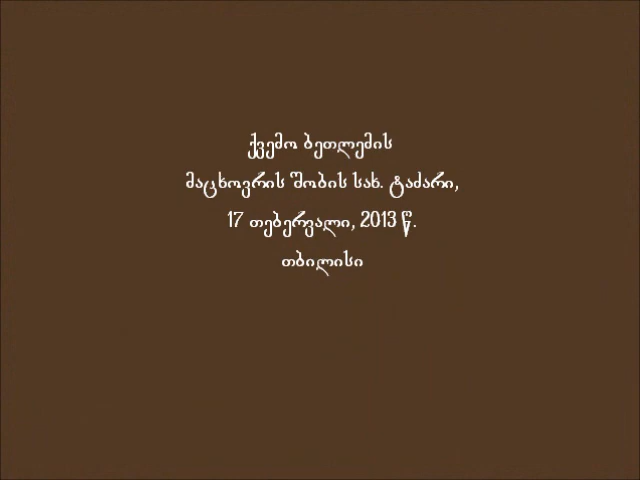 ქვემო ბეთლემის
მაცხოვრის შობის სახ. ტაძარი,
17 თებერვალი, 2013 წ.
თბილისი